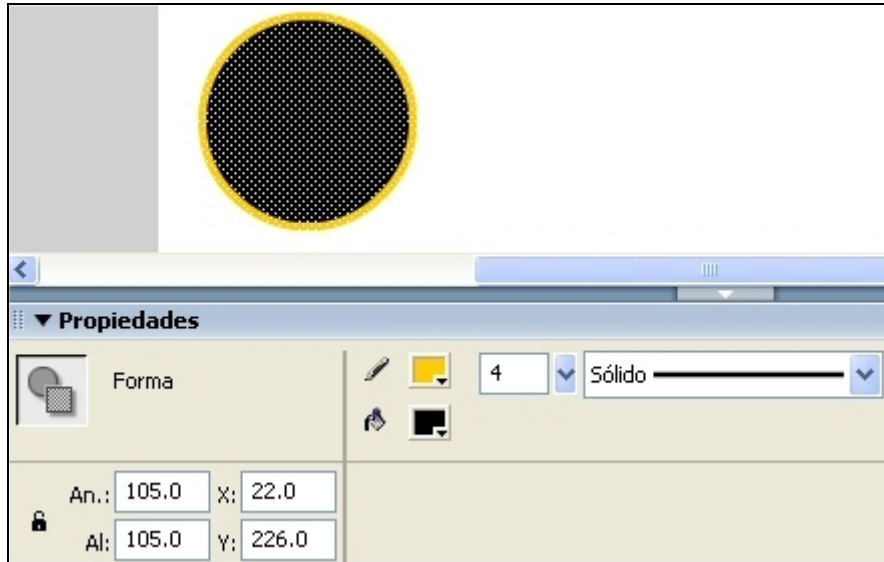 Propiedades
Forma
4
Sólido
An.: 105.0 X: 22.0
Al: 105.0 Y: 226.0